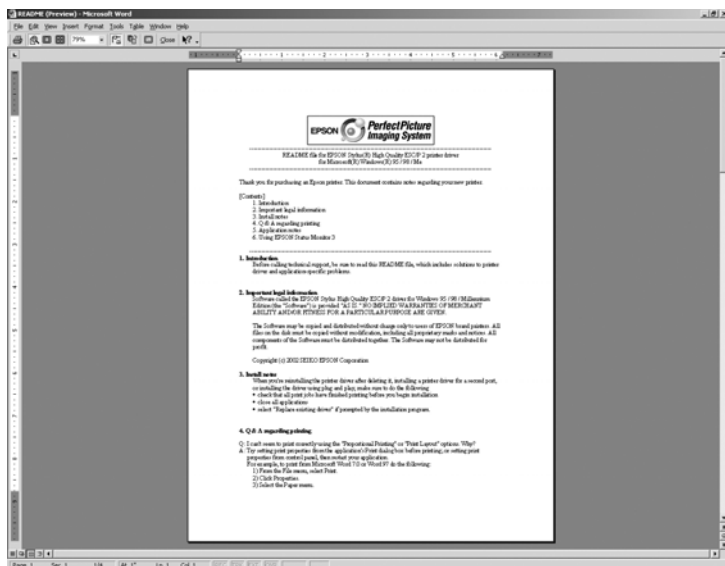 README (Preview) - Microsoft Word
File Edit View Insert Format Tools Table Window Help
79% Close
EPSON PerfectPicture
Imaging System
README file for EPSON Stylus(R) High Quality ESC/P 2 printer driver
for Microsoft(R) Windows(R) 95 / 98 / Me
Thank you for purchasing an Epson printer. This document contains notes regarding your new printer.
[Contents]
1. Introduction
2. Important legal information
3. Install notes
4. Q & A regarding printing
5. Application notes
6. Using EPSON Status Monitor 3
1. Introduction
Before calling technical support, be sure to read this README file, which includes solutions to printer
driver and application-specific problems.
2. Important legal information
Software called the EPSON Stylus High Quality ESC/P 2 driver for Windows 95 / 98 / Millennium
Edition (the "Software") is provided "AS IS." NO IMPLIED WARRANTIES OF MERCHANT
ABILITY AND/OR FITNESS FOR A PARTICULAR PURPOSE ARE GIVEN.
The Software may be copied and distributed without charge only to users of EPSON brand printers. All
files on the disk must be copied without modification, including all proprietary marks and notices. All
components of the Software must be distributed together. The Software may not be distributed for
profit.
Copyright (c) 2002 SEIKO EPSON Corporation
3. Install notes
When you're reinstalling the printer driver after deleting it, installing a printer driver for a second port,
or installing the driver using plug and play, make sure to do the following:
• check that all print jobs have finished printing before you begin installation
• close all applications
• select "Replace existing driver" if prompted by the installation program.
4. Q & A regarding printing
Q: I can't seem to print correctly using the "Proportional Printing" or "Print Layout" options. Why?
A: Try setting print properties from the application's Print dialog box before printing, or setting print
properties from control panel, then restart your application.
For example, to print from Microsoft Word 7.0 or Word 97 do the following:
1) From the File menu, select Print.
2) Click Properties.
3) Select the Paper menu.